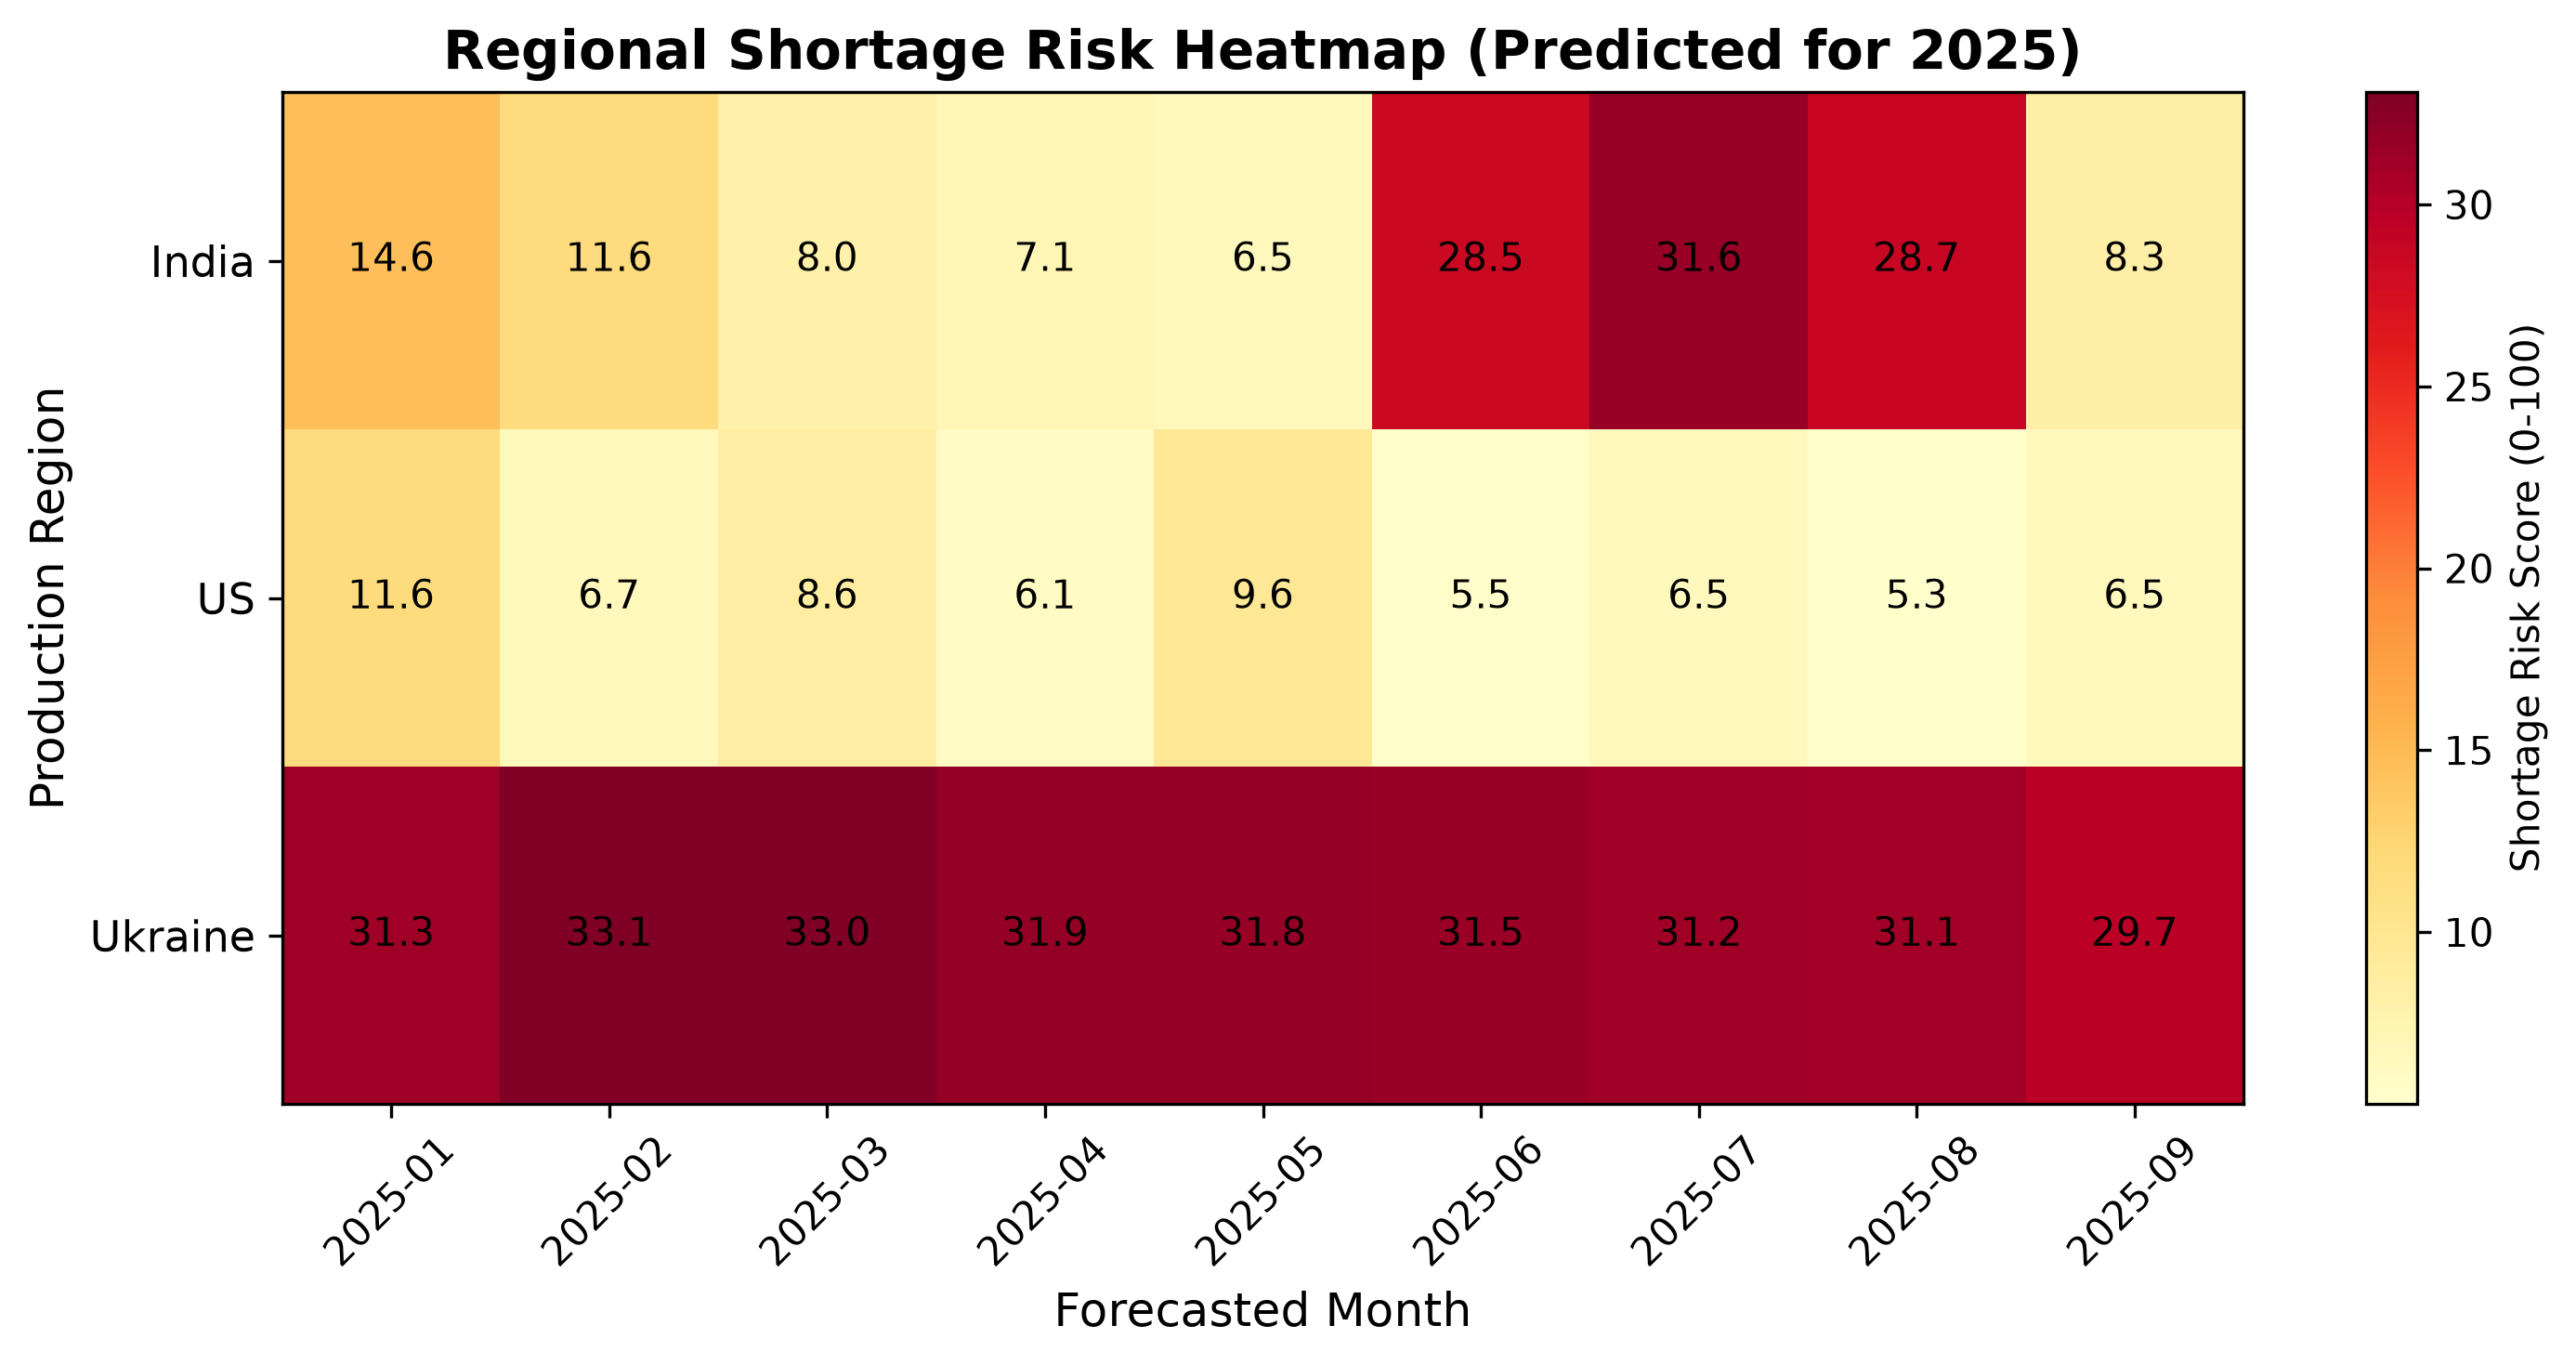 Regional Shortage Risk Heatmap (Predicted for 2025)
Production Region
India
14.6 11.6 8.0 7.1 6.5 28.5 31.6 28.7 8.3
US
11.6 6.7 8.6 6.1 9.6 5.5 6.5 5.3 6.5
Ukraine
31.3 33.1 33.0 31.9 31.8 31.5 31.2 31.1 29.7
2025-01 2025-02 2025-03 2025-04 2025-05 2025-06 2025-07 2025-08 2025-09
Forecasted Month
30
25
20
15
10
Shortage Risk Score (0-100)